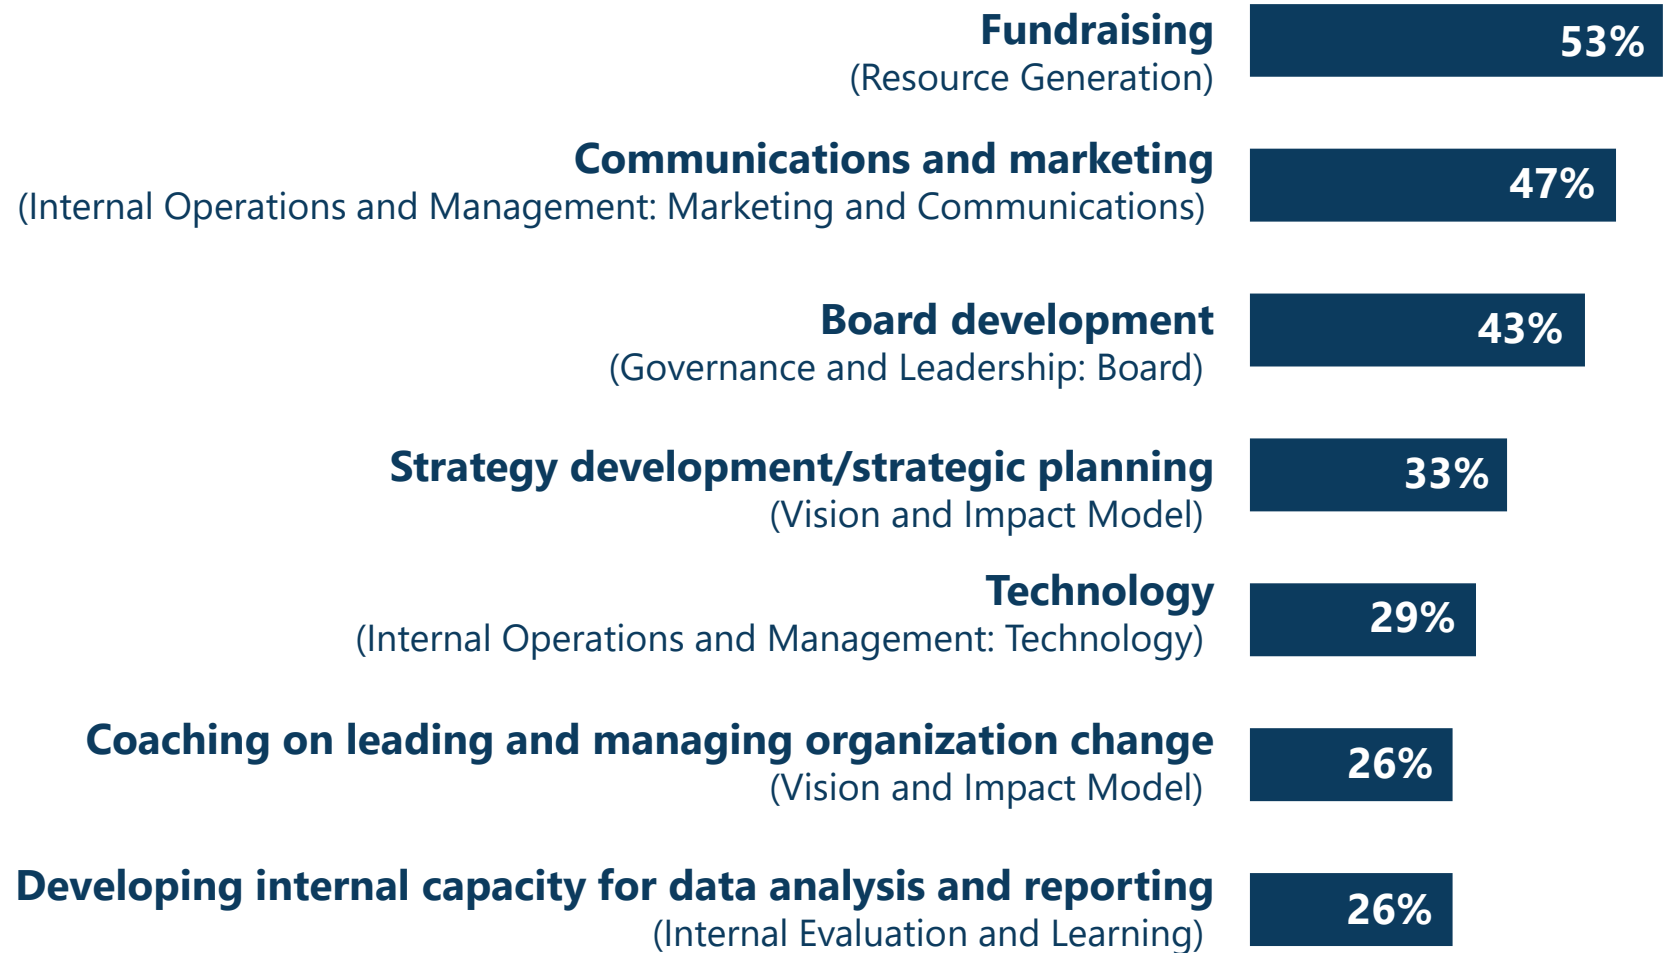 Fundraising
53%
(Resource Generation)
Communications and marketing
47%
(Internal Operations and Management: Marketing and Communications)
Board development
43%
(Governance and Leadership: Board)
Strategy development/strategic planning
33%
(Vision and Impact Model)
Technology
29%
(Internal Operations and Management: Technology)
Coaching on leading and managing organization change
26%
(Vision and Impact Model)
Developing internal capacity for data analysis and reporting
26%
(Internal Evaluation and Learning)